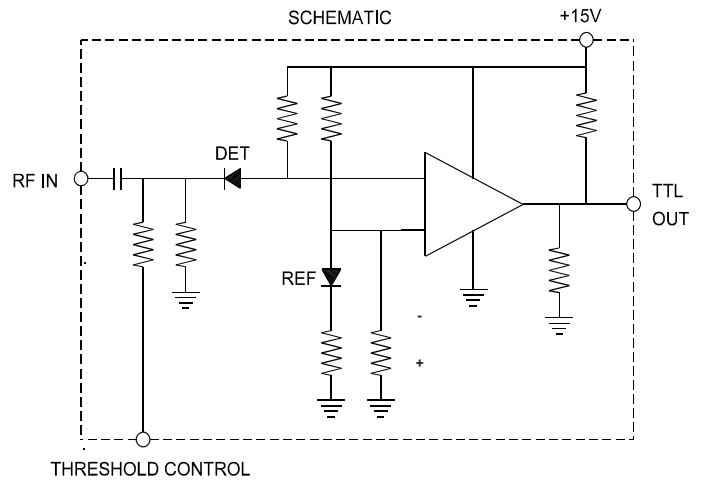 SCHEMATIC
+15V
DET
RF IN
TTL
OUT
REF
-
+
THRESHOLD CONTROL